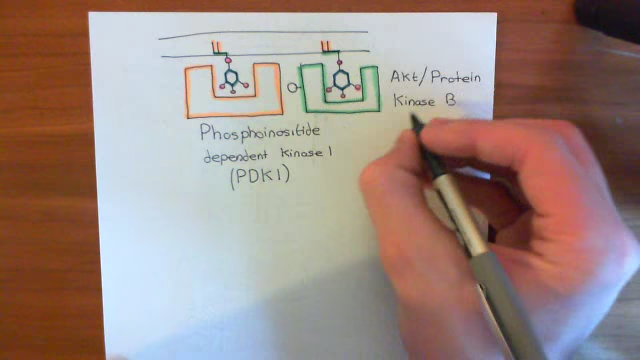 Akt/Protein
Kinase B
Phosphoinositide
dependent kinase 1
(PDK1)